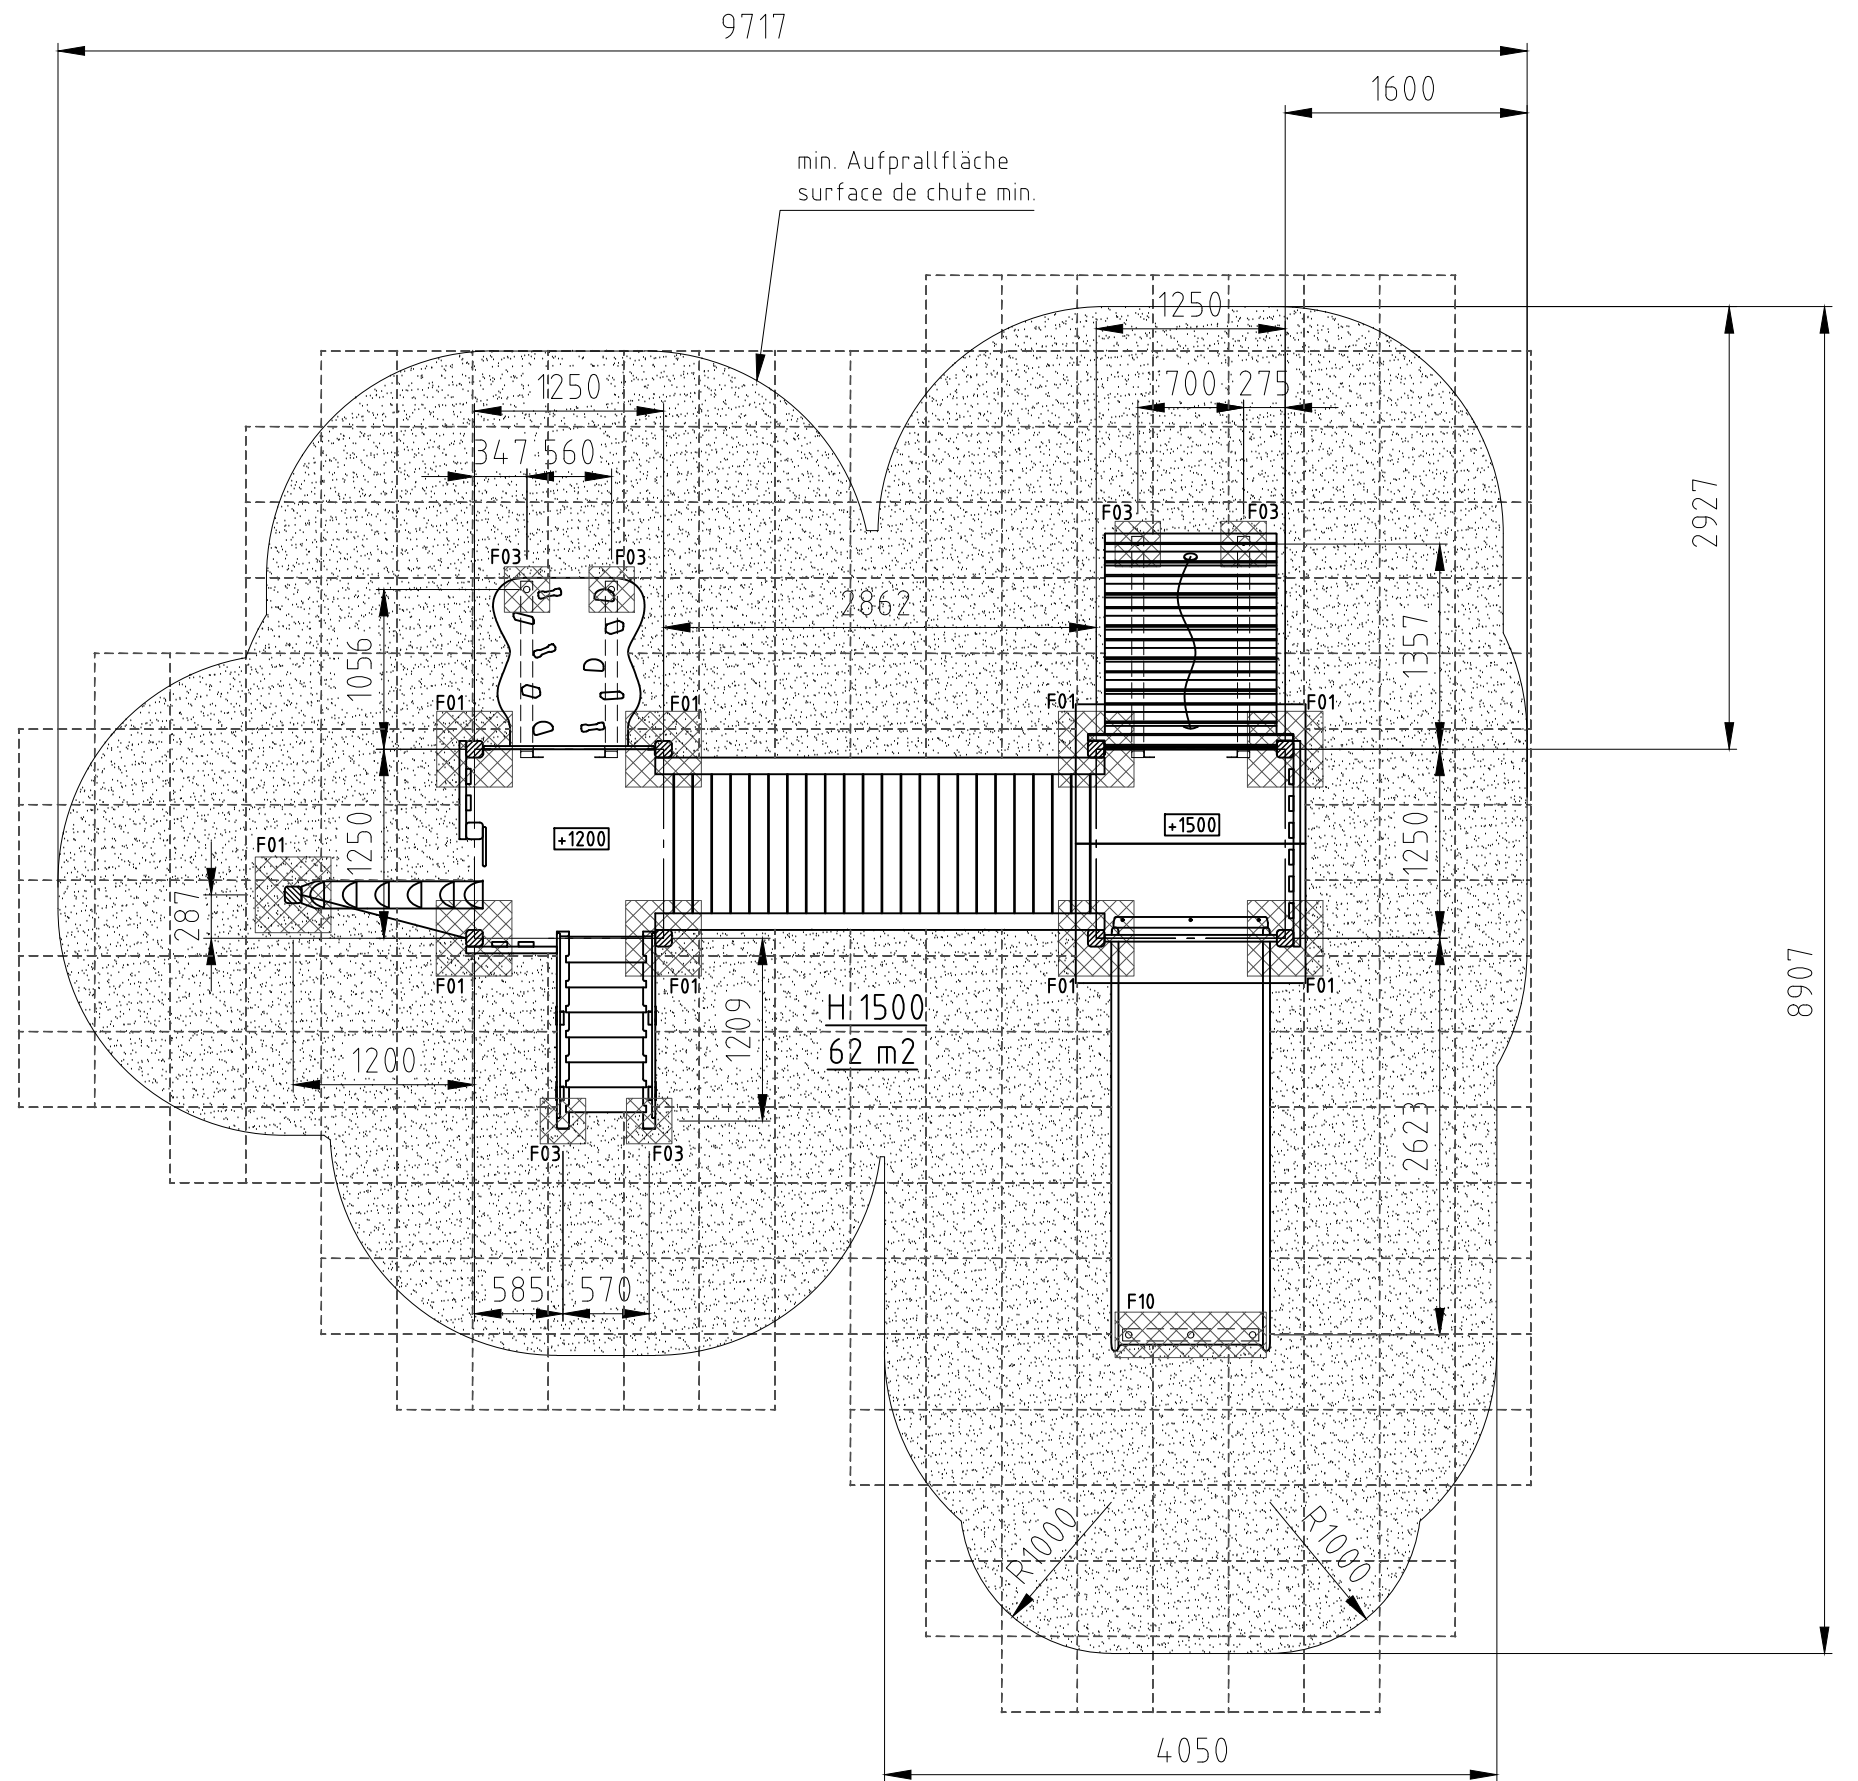 9717
1600
min. Aufprallfläche
surface de chute min.
1250
1250
700
275
347
560
2927
F03
F03
F03
F03
2862
1056
1357
F01
F01
F01
F01
+1200
+1500
1250
1250
F01
287
F01
F01
F01
F01
H 1500
62 m2
1209
8907
1200
2623
F03
F03
585
570
F10
R1000
R1000
4050